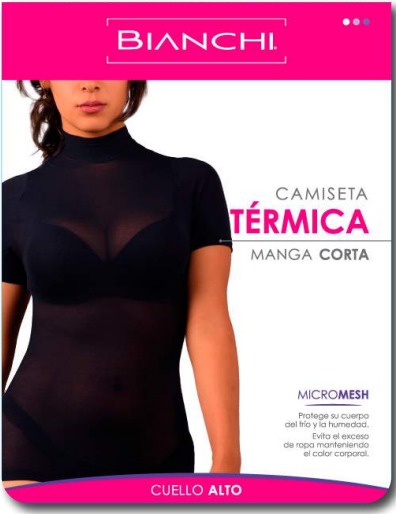 BIANCHI
CAMISETA
TÉRMICA
MANGA CORTA
MICROMESH
Protege su cuerpo
del frío y la humedad.
Evita el exceso
de ropa manteniendo
el calor corporal.
CUELLO ALTO